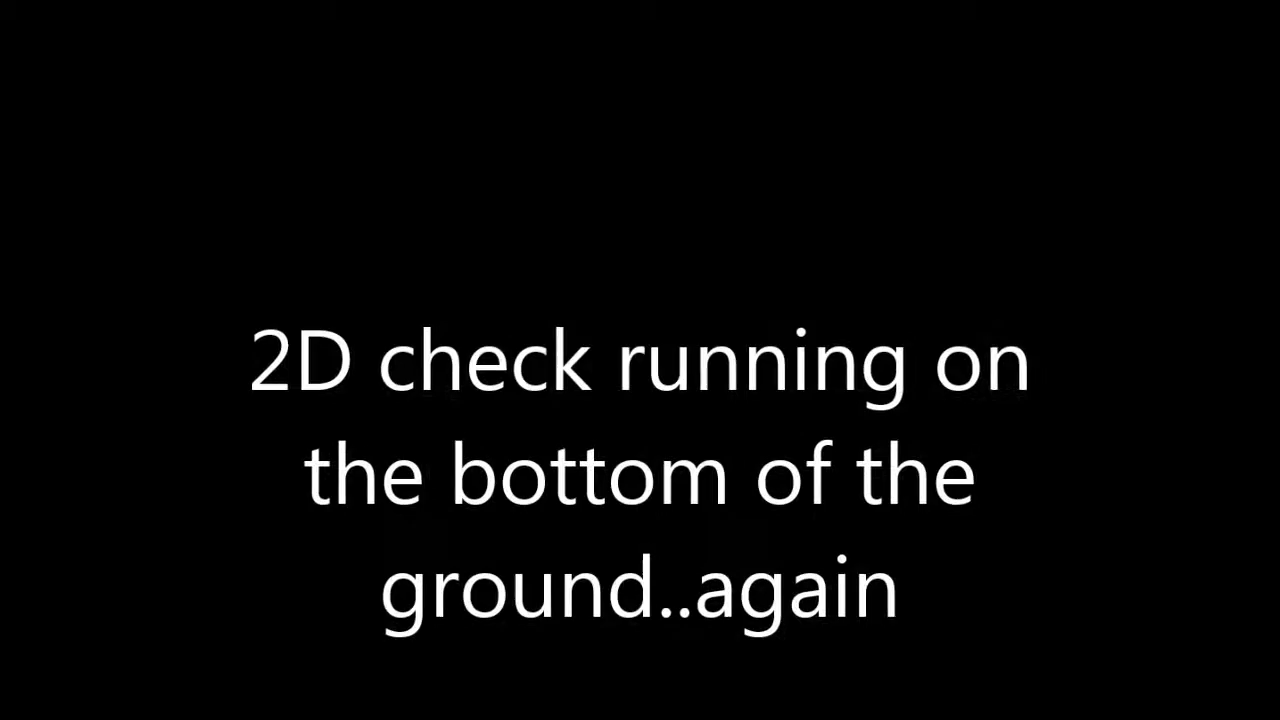 2D check running on
the bottom of the
ground..again